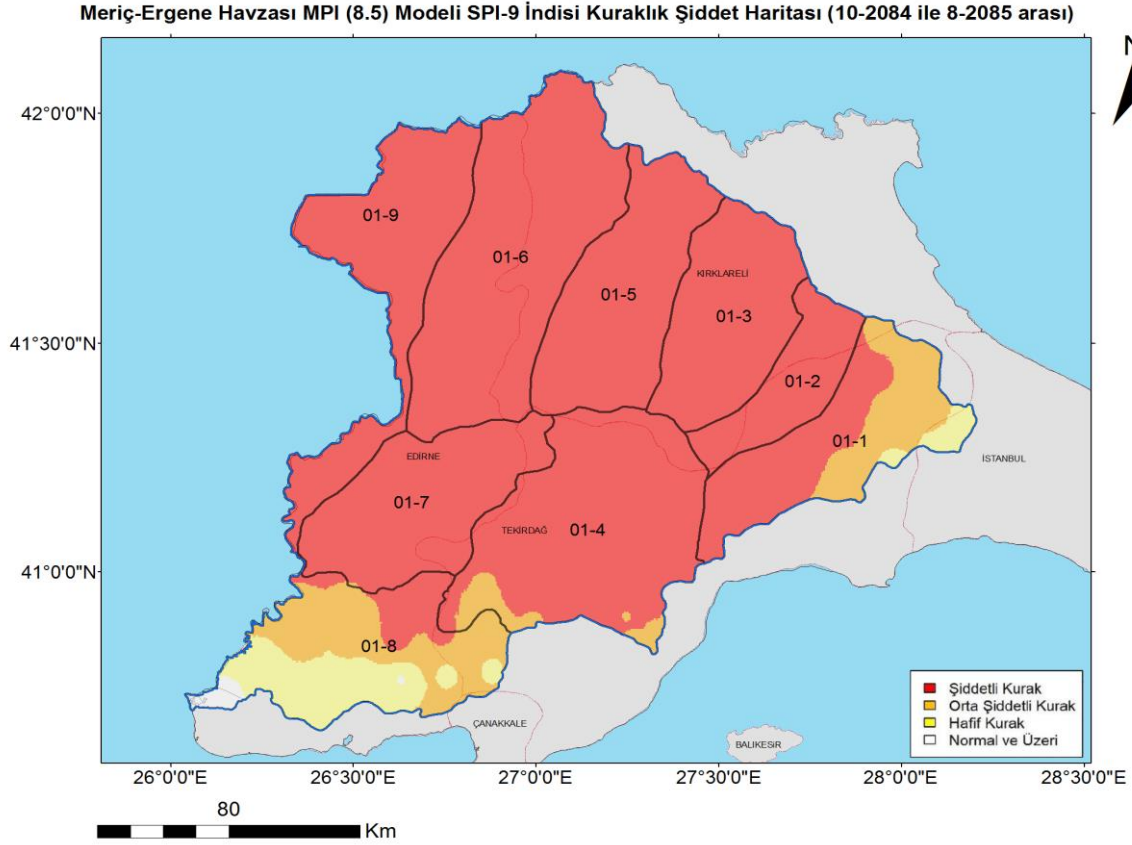 Meriç-Ergene Havzası MPI (8.5) Modeli SPI-9 İndisi Kuraklık Şiddet Haritası (10-2084 ile 8-2085 arası)
N
42°0'0"N
41°30'0"N
41°0'0"N
01-9
01-6
01-5
KIRKLARELİ
01-3
01-2
01-1
İSTANBUL
EDİRNE
01-7
TEKİRDAĞ
01-4
01-8
ÇANAKKALE
BALIKESİR
Şiddetli Kurak
Orta Şiddetli Kurak
Hafif Kurak
Normal ve Üzeri
26°0'0"E
26°30'0"E
27°0'0"E
27°30'0"E
28°0'0"E
28°30'0"E
80
Km